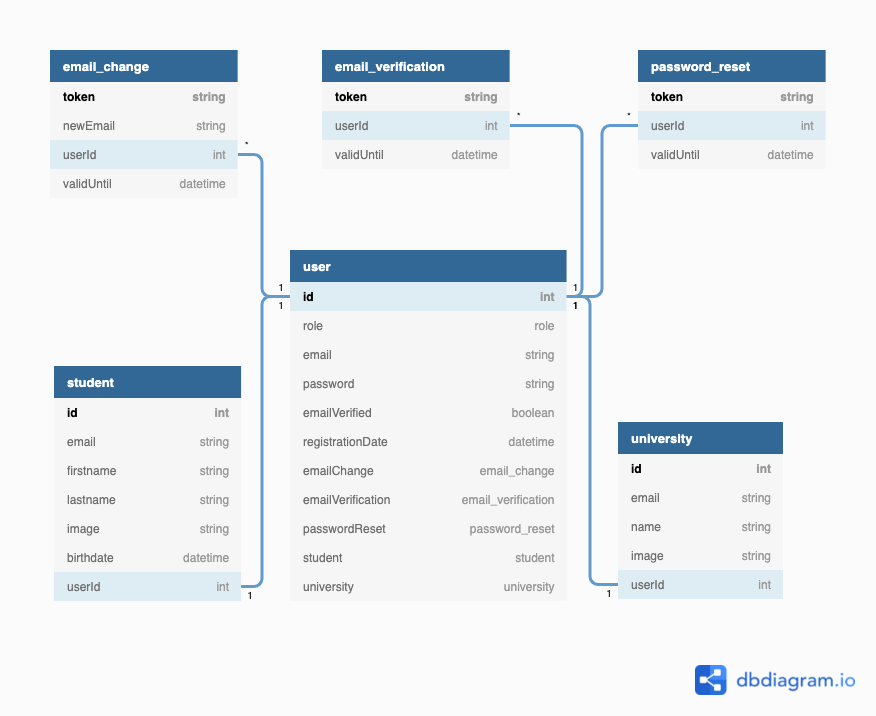 email_change
token string
newEmail string
userId int
validUntil datetime
*
email_verification
token string
userId int
validUntil datetime
*
password_reset
token string
userId int
validUntil datetime
*
user
id int
role role
email string
password string
emailVerified boolean
registrationDate datetime
emailChange email_change
emailVerification email_verification
passwordReset password_reset
student student
university university
1
1
1
1
student
id int
email string
firstname string
lastname string
image string
birthdate datetime
userId int
1
university
id int
email string
name string
image string
userId int
1
dbdiagram.io